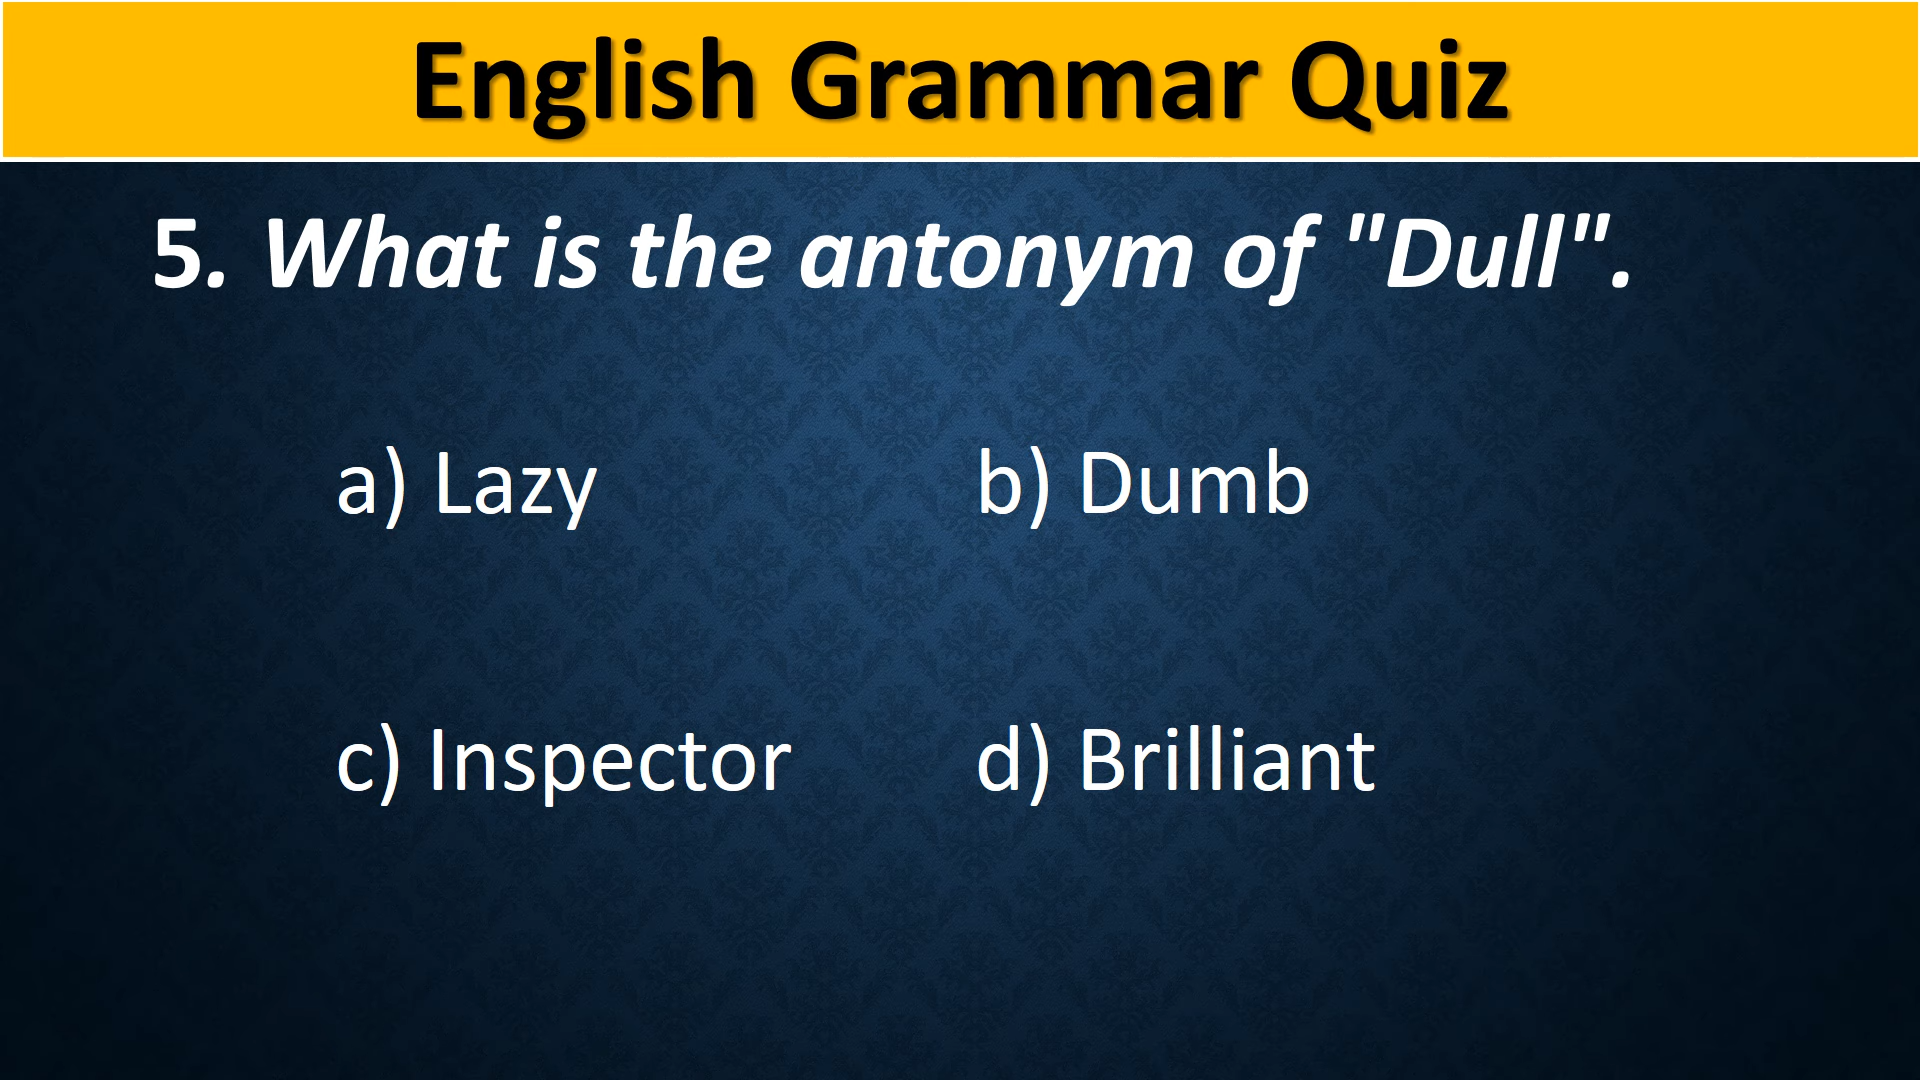 English Grammar Quiz
5. What is the antonym of "Dull".
a) Lazy b) Dumb
c) Inspector d) Brilliant